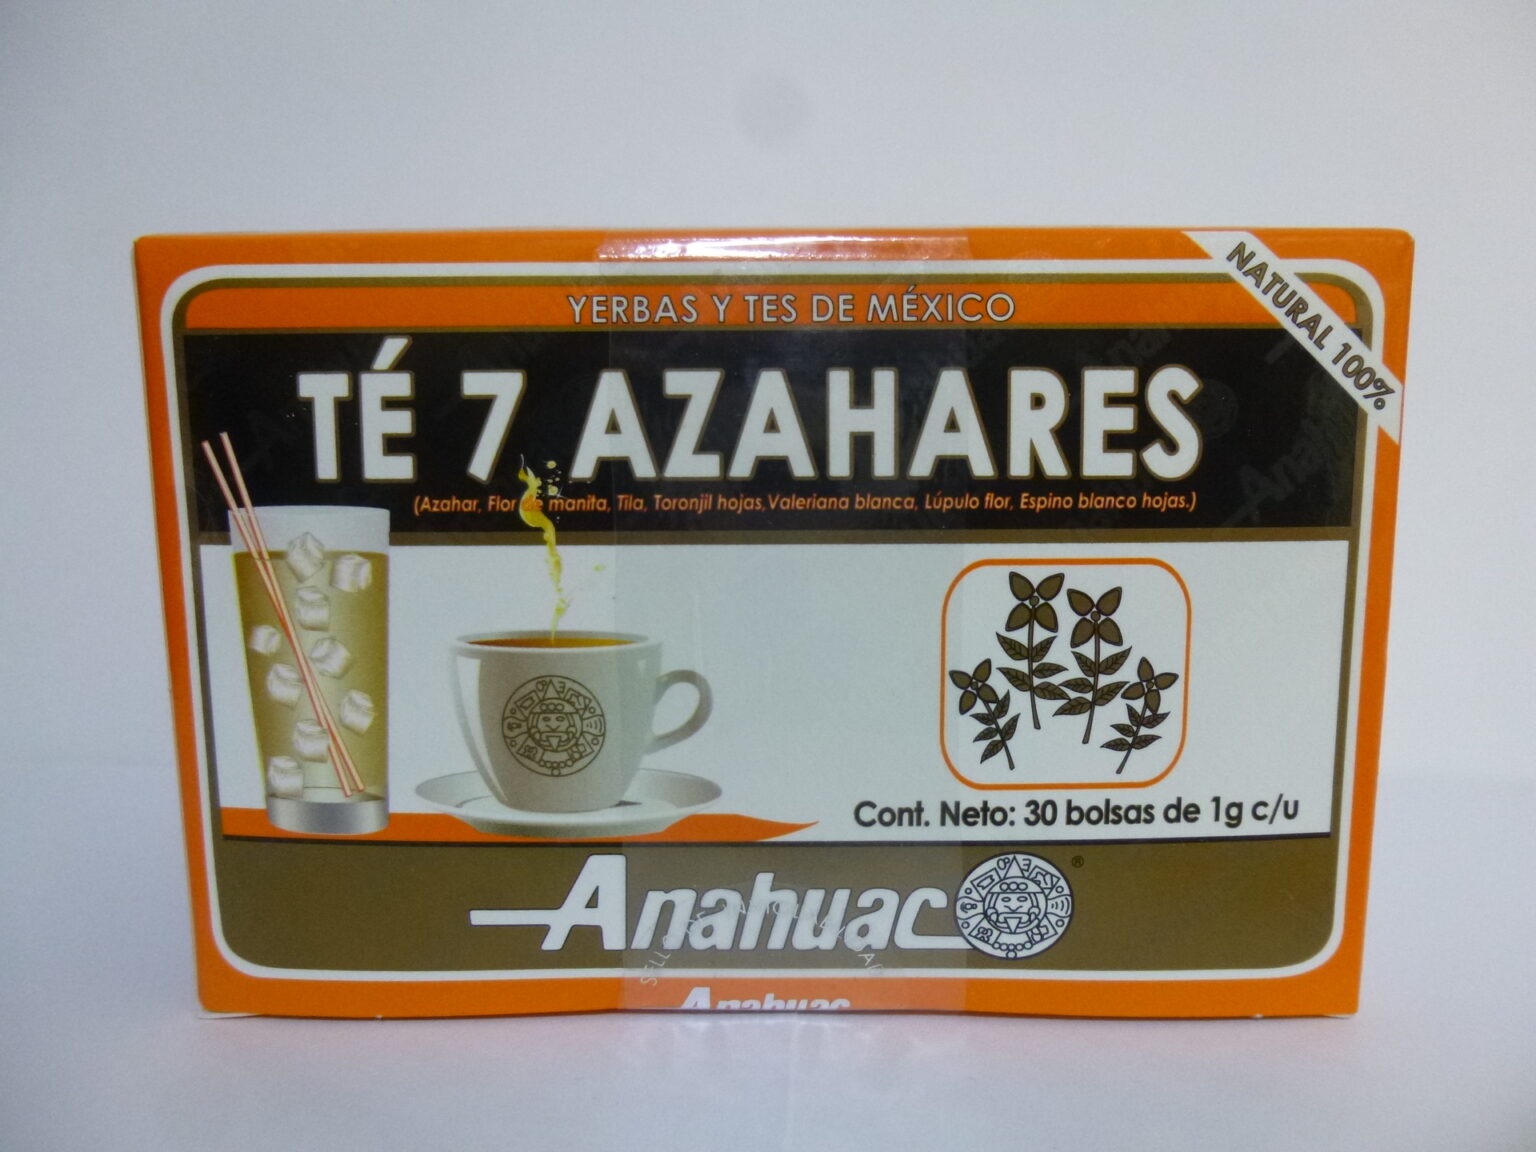 YERBAS Y TES DE MÉXICO
NATURAL 100%
TÉ 7 AZAHARES
(Azahar, Flor de manita, Tila, Toronjil hojas, Valeriana blanca, Lúpulo flor, Espino blanco hojas.)
Cont. Neto: 30 bolsas de 1g c/u
Anahuac ®
Anahuac